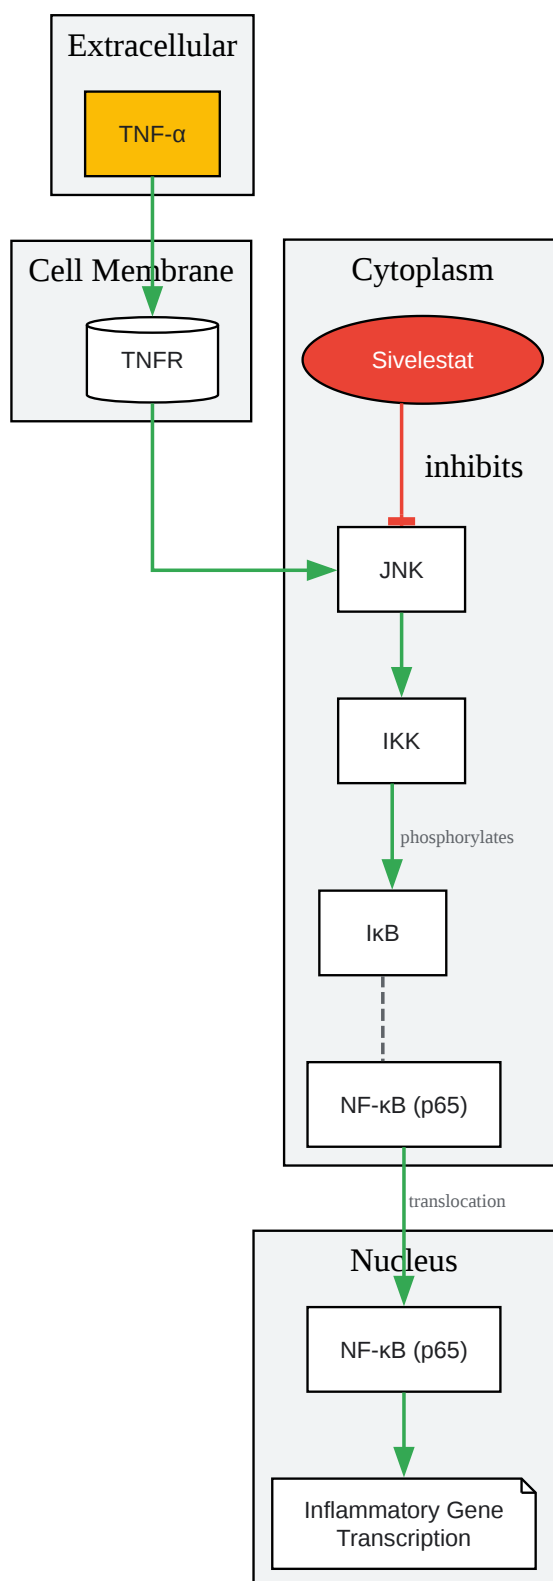 Extracellular
TNF-α
Cell Membrane
TNFR
Cytoplasm
Sivelestat
inhibits
JNK
IKK
phosphorylates
IκB
NF-κB (p65)
translocation
Nucleus
NF-κB (p65)
Inflammatory Gene
Transcription